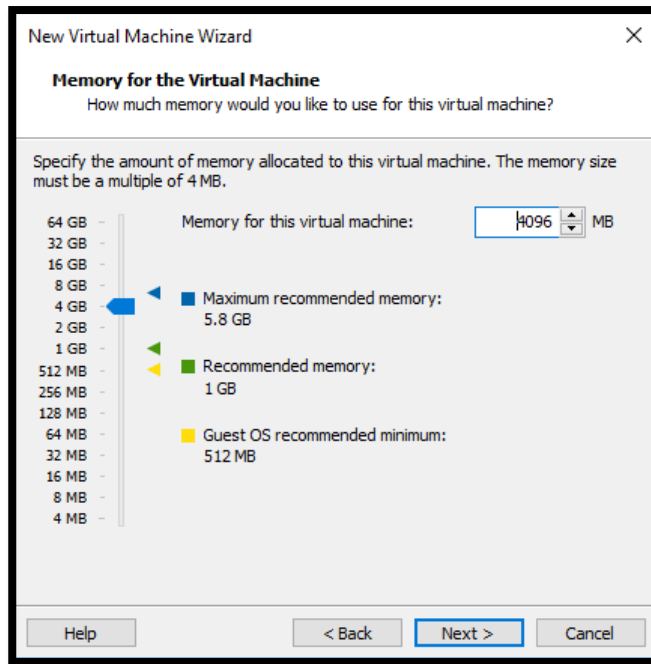 New Virtual Machine Wizard
Memory for the Virtual Machine
How much memory would you like to use for this virtual machine?
Specify the amount of memory allocated to this virtual machine. The memory size
must be a multiple of 4 MB.
Memory for this virtual machine: 4096 MB
64 GB
32 GB
16 GB
8 GB
4 GB
2 GB
1 GB
512 MB
256 MB
128 MB
64 MB
32 MB
16 MB
8 MB
4 MB
Maximum recommended memory:
5.8 GB
Recommended memory:
1 GB
Guest OS recommended minimum:
512 MB
Help
< Back
Next >
Cancel